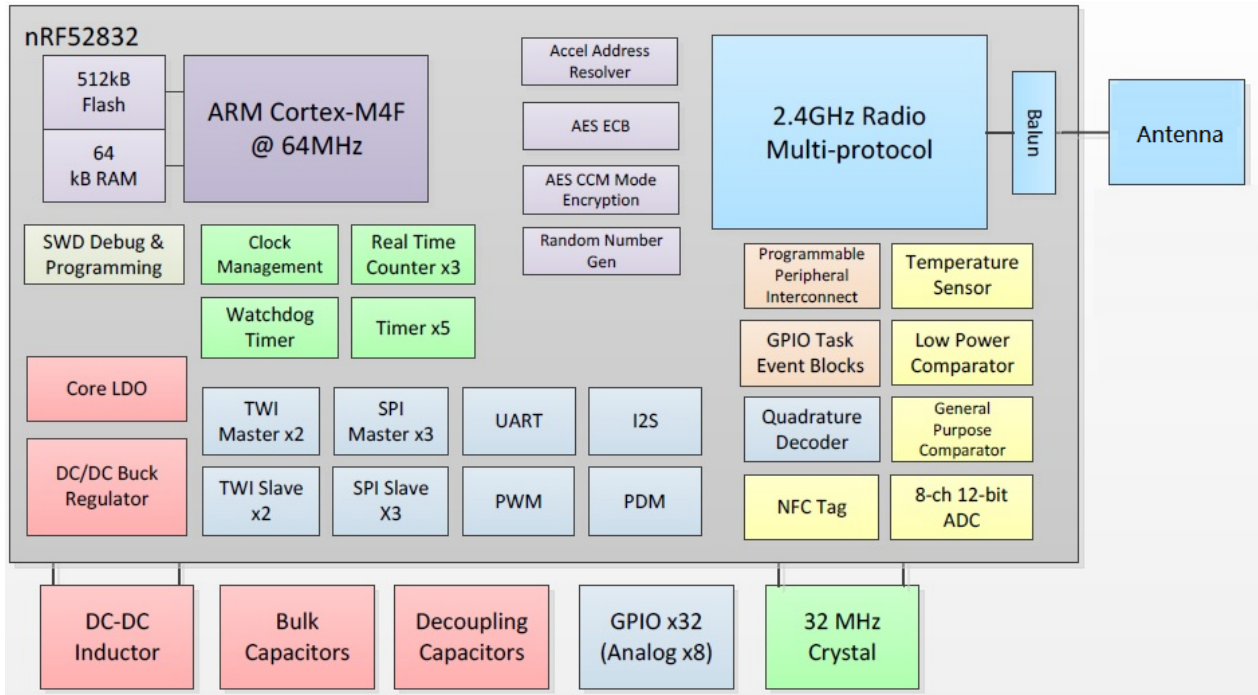 nRF52832
512kB
Flash
64
kB RAM
ARM Cortex-M4F
@ 64MHz
Accel Address
Resolver
AES ECB
AES CCM Mode
Encryption
Random Number
Gen
2.4GHz Radio
Multi-protocol
Balun
Antenna
SWD Debug &
Programming
Clock
Management
Real Time
Counter x3
Watchdog
Timer
Timer x5
Programmable
Peripheral
Interconnect
Temperature
Sensor
GPIO Task
Event Blocks
Low Power
Comparator
Core LDO
DC/DC Buck
Regulator
TWI
Master x2
SPI
Master x3
UART
I2S
Quadrature
Decoder
General
Purpose
Comparator
TWI Slave
x2
SPI Slave
X3
PWM
PDM
NFC Tag
8-ch 12-bit
ADC
DC-DC
Inductor
Bulk
Capacitors
Decoupling
Capacitors
GPIO x32
(Analog x8)
32 MHz
Crystal